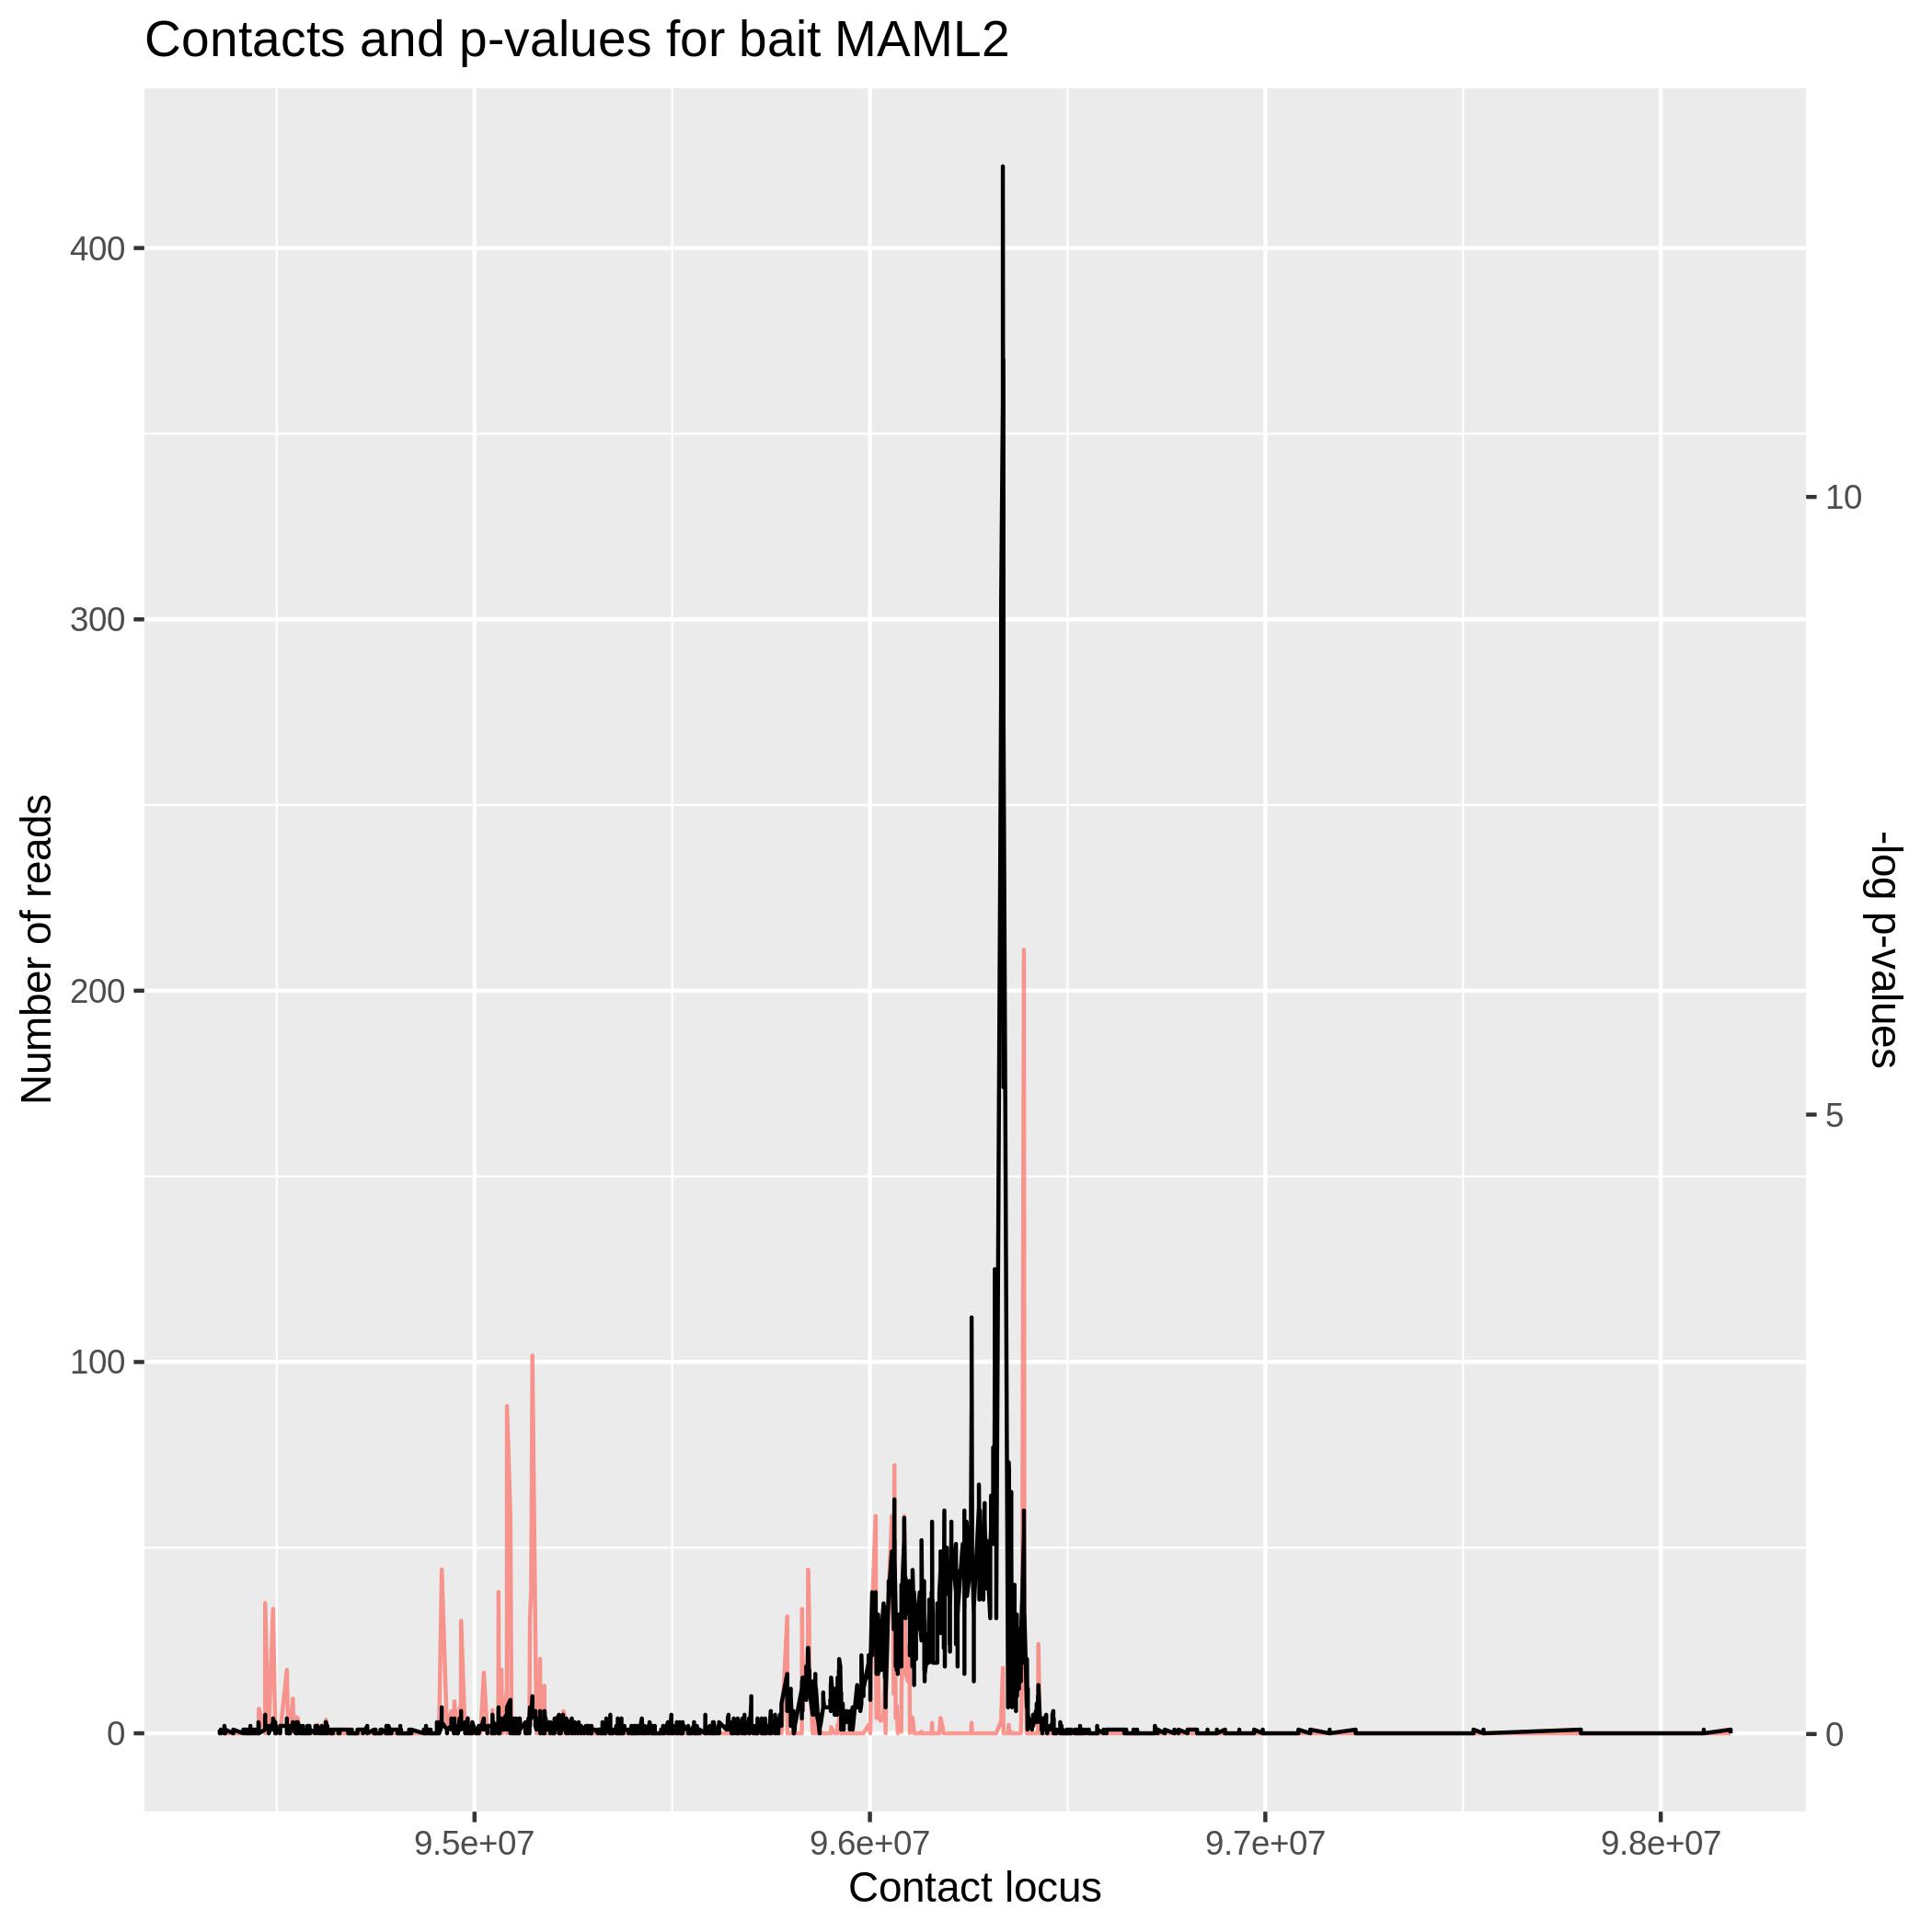 Contacts and p-values for bait MAML2
Number of reads
400
300
200
100
0
10
5
0
-log p-values
9.5e+07
9.6e+07
9.7e+07
9.8e+07
Contact locus